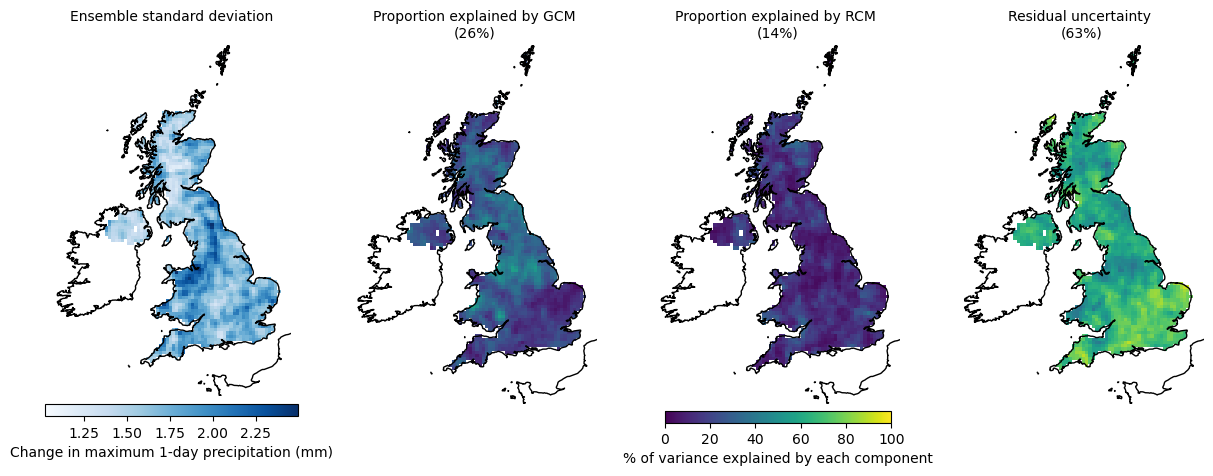 Ensemble standard deviation
Proportion explained by GCM
(26%)
Proportion explained by RCM
(14%)
Residual uncertainty
(63%)
1.25 1.50 1.75 2.00 2.25
Change in maximum 1-day precipitation (mm)
0 20 40 60 80 100
% of variance explained by each component